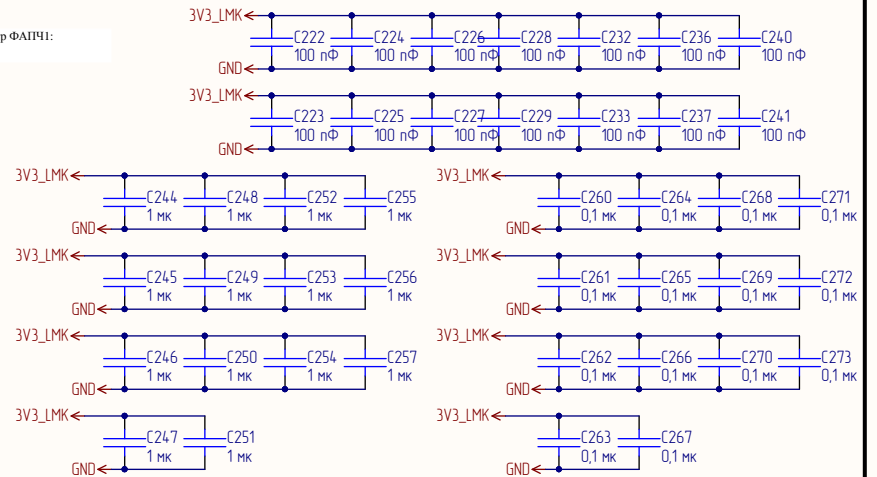 р ФАПЧ1:
3V3_LMK
C222 C224 C226 C228 C232 C236 C240
100 пФ 100 пФ 100 пФ 100 пФ 100 пФ 100 пФ 100 пФ
GND
3V3_LMK
C223 C225 C227 C229 C233 C237 C241
100 пФ 100 пФ 100 пФ 100 пФ 100 пФ 100 пФ 100 пФ
GND
3V3_LMK
C244 C248 C252 C255
1 мк 1 мк 1 мк 1 мк
GND
3V3_LMK
C260 C264 C268 C271
0,1 мк 0,1 мк 0,1 мк 0,1 мк
GND
3V3_LMK
C245 C249 C253 C256
1 мк 1 мк 1 мк 1 мк
GND
3V3_LMK
C261 C265 C269 C272
0,1 мк 0,1 мк 0,1 мк 0,1 мк
GND
3V3_LMK
C246 C250 C254 C257
1 мк 1 мк 1 мк 1 мк
GND
3V3_LMK
C262 C266 C270 C273
0,1 мк 0,1 мк 0,1 мк 0,1 мк
GND
3V3_LMK
C247 C251
1 мк 1 мк
GND
3V3_LMK
C263 C267
0,1 мк 0,1 мк
GND